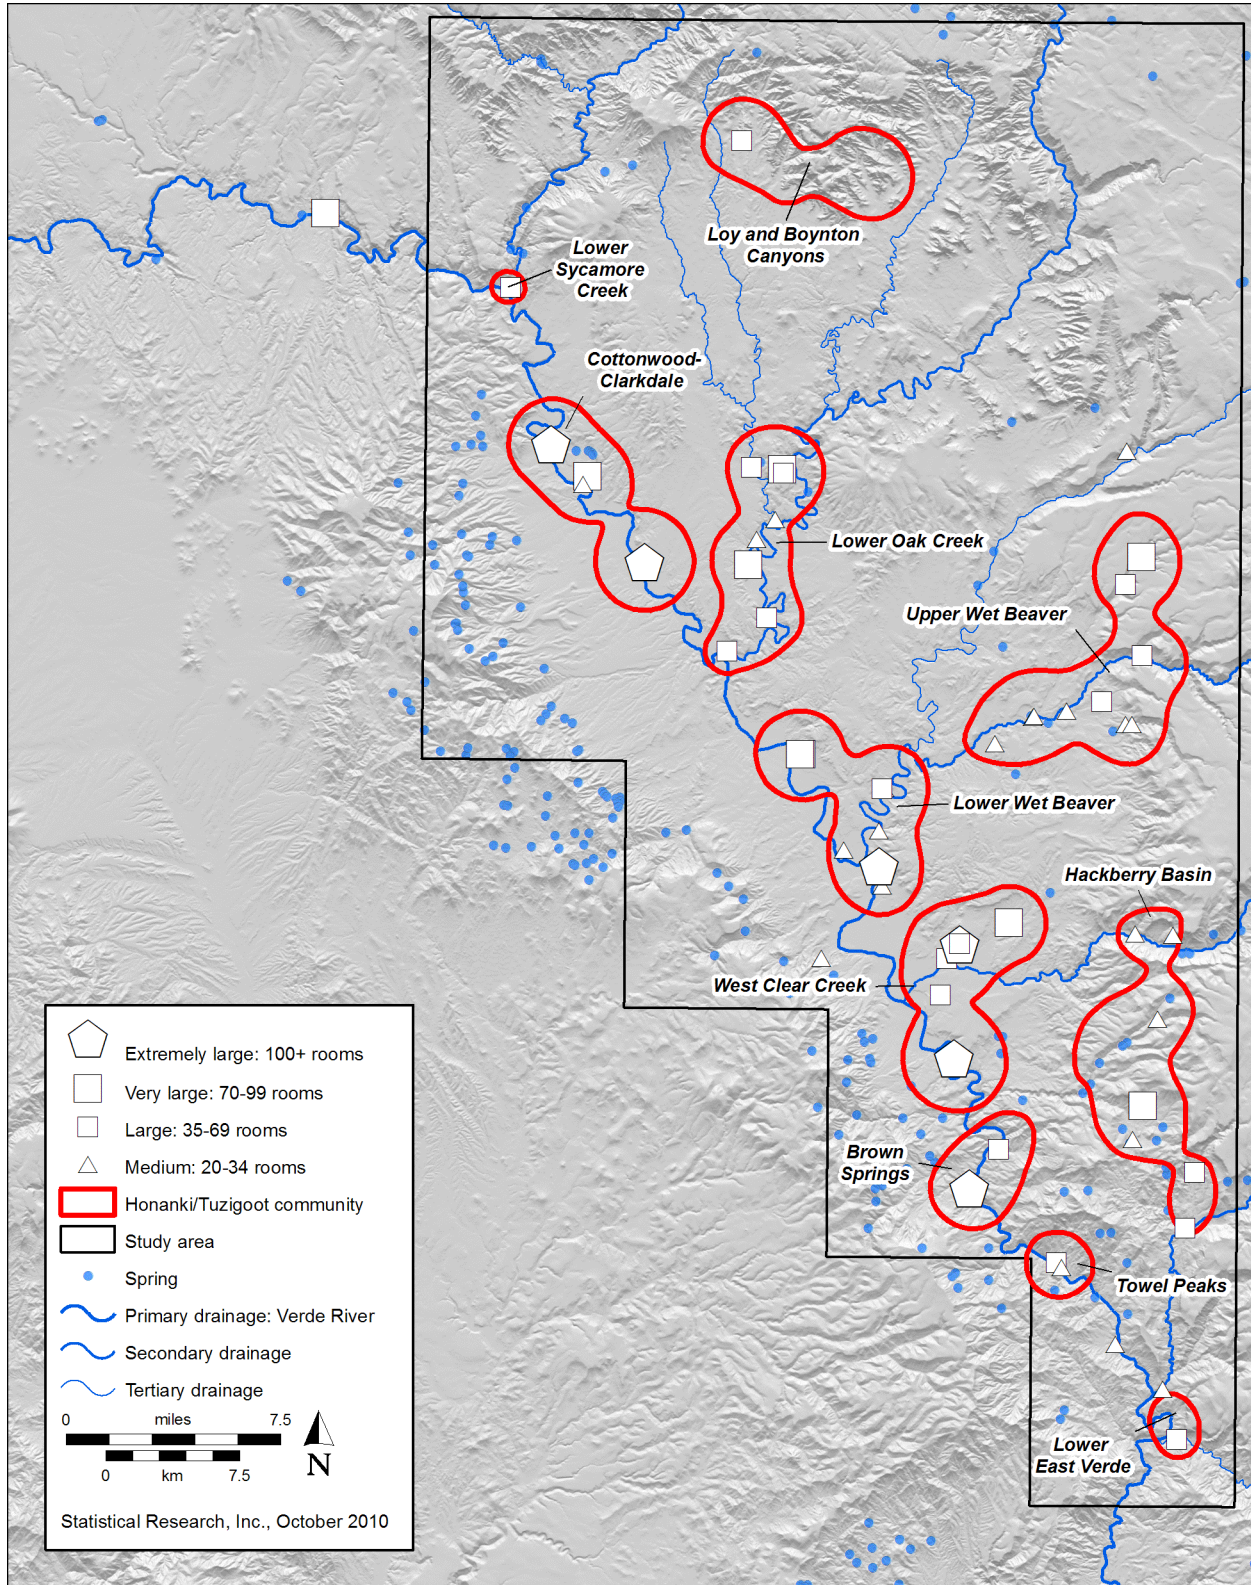 Loy and Boynton
Canyons
Lower
Sycamore
Creek
Cottonwood-
Clarkdale
Lower Oak Creek
Upper Wet Beaver
Lower Wet Beaver
Hackberry Basin
West Clear Creek
Brown
Springs
Towel Peaks
Lower
East Verde
Extremely large: 100+ rooms
Very large: 70-99 rooms
Large: 35-69 rooms
Medium: 20-34 rooms
Honanki/Tuzigoot community
Study area
Spring
Primary drainage: Verde River
Secondary drainage
Tertiary drainage
0 miles 7.5
0 km 7.5
N
Statistical Research, Inc., October 2010